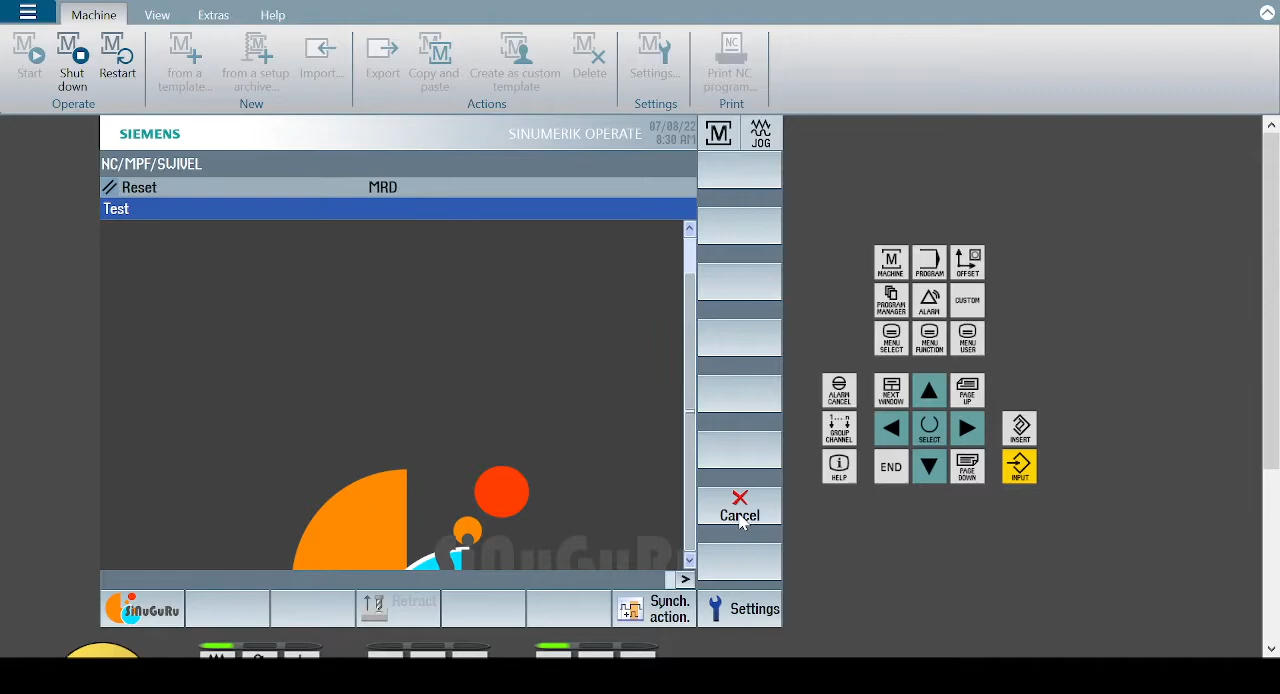 Machine View Extras Help
Start Shut down Restart from a template... from a setup archive... Import... Export Copy and paste Create as custom template Delete Settings... Print NC program...
Operate New Actions Settings Print
SIEMENS SINUMERIK OPERATE 07/08/22 8:30 AM M JOG
NC/MPF/SWIVEL
Reset MRD
Test
MACHINE PROGRAM OFFSET
PROGRAM MANAGER ALARM CUSTOM
MENU SELECT MENU FUNCTION MENU USER
ALARM CANCEL NEXT WINDOW PAGE UP
1... n GROUP CHANNEL SELECT INSERT
HELP END PAGE DOWN INPUT
Cancel
SiNuGuRu
SiNuGuRu Retract Synch. action. Settings